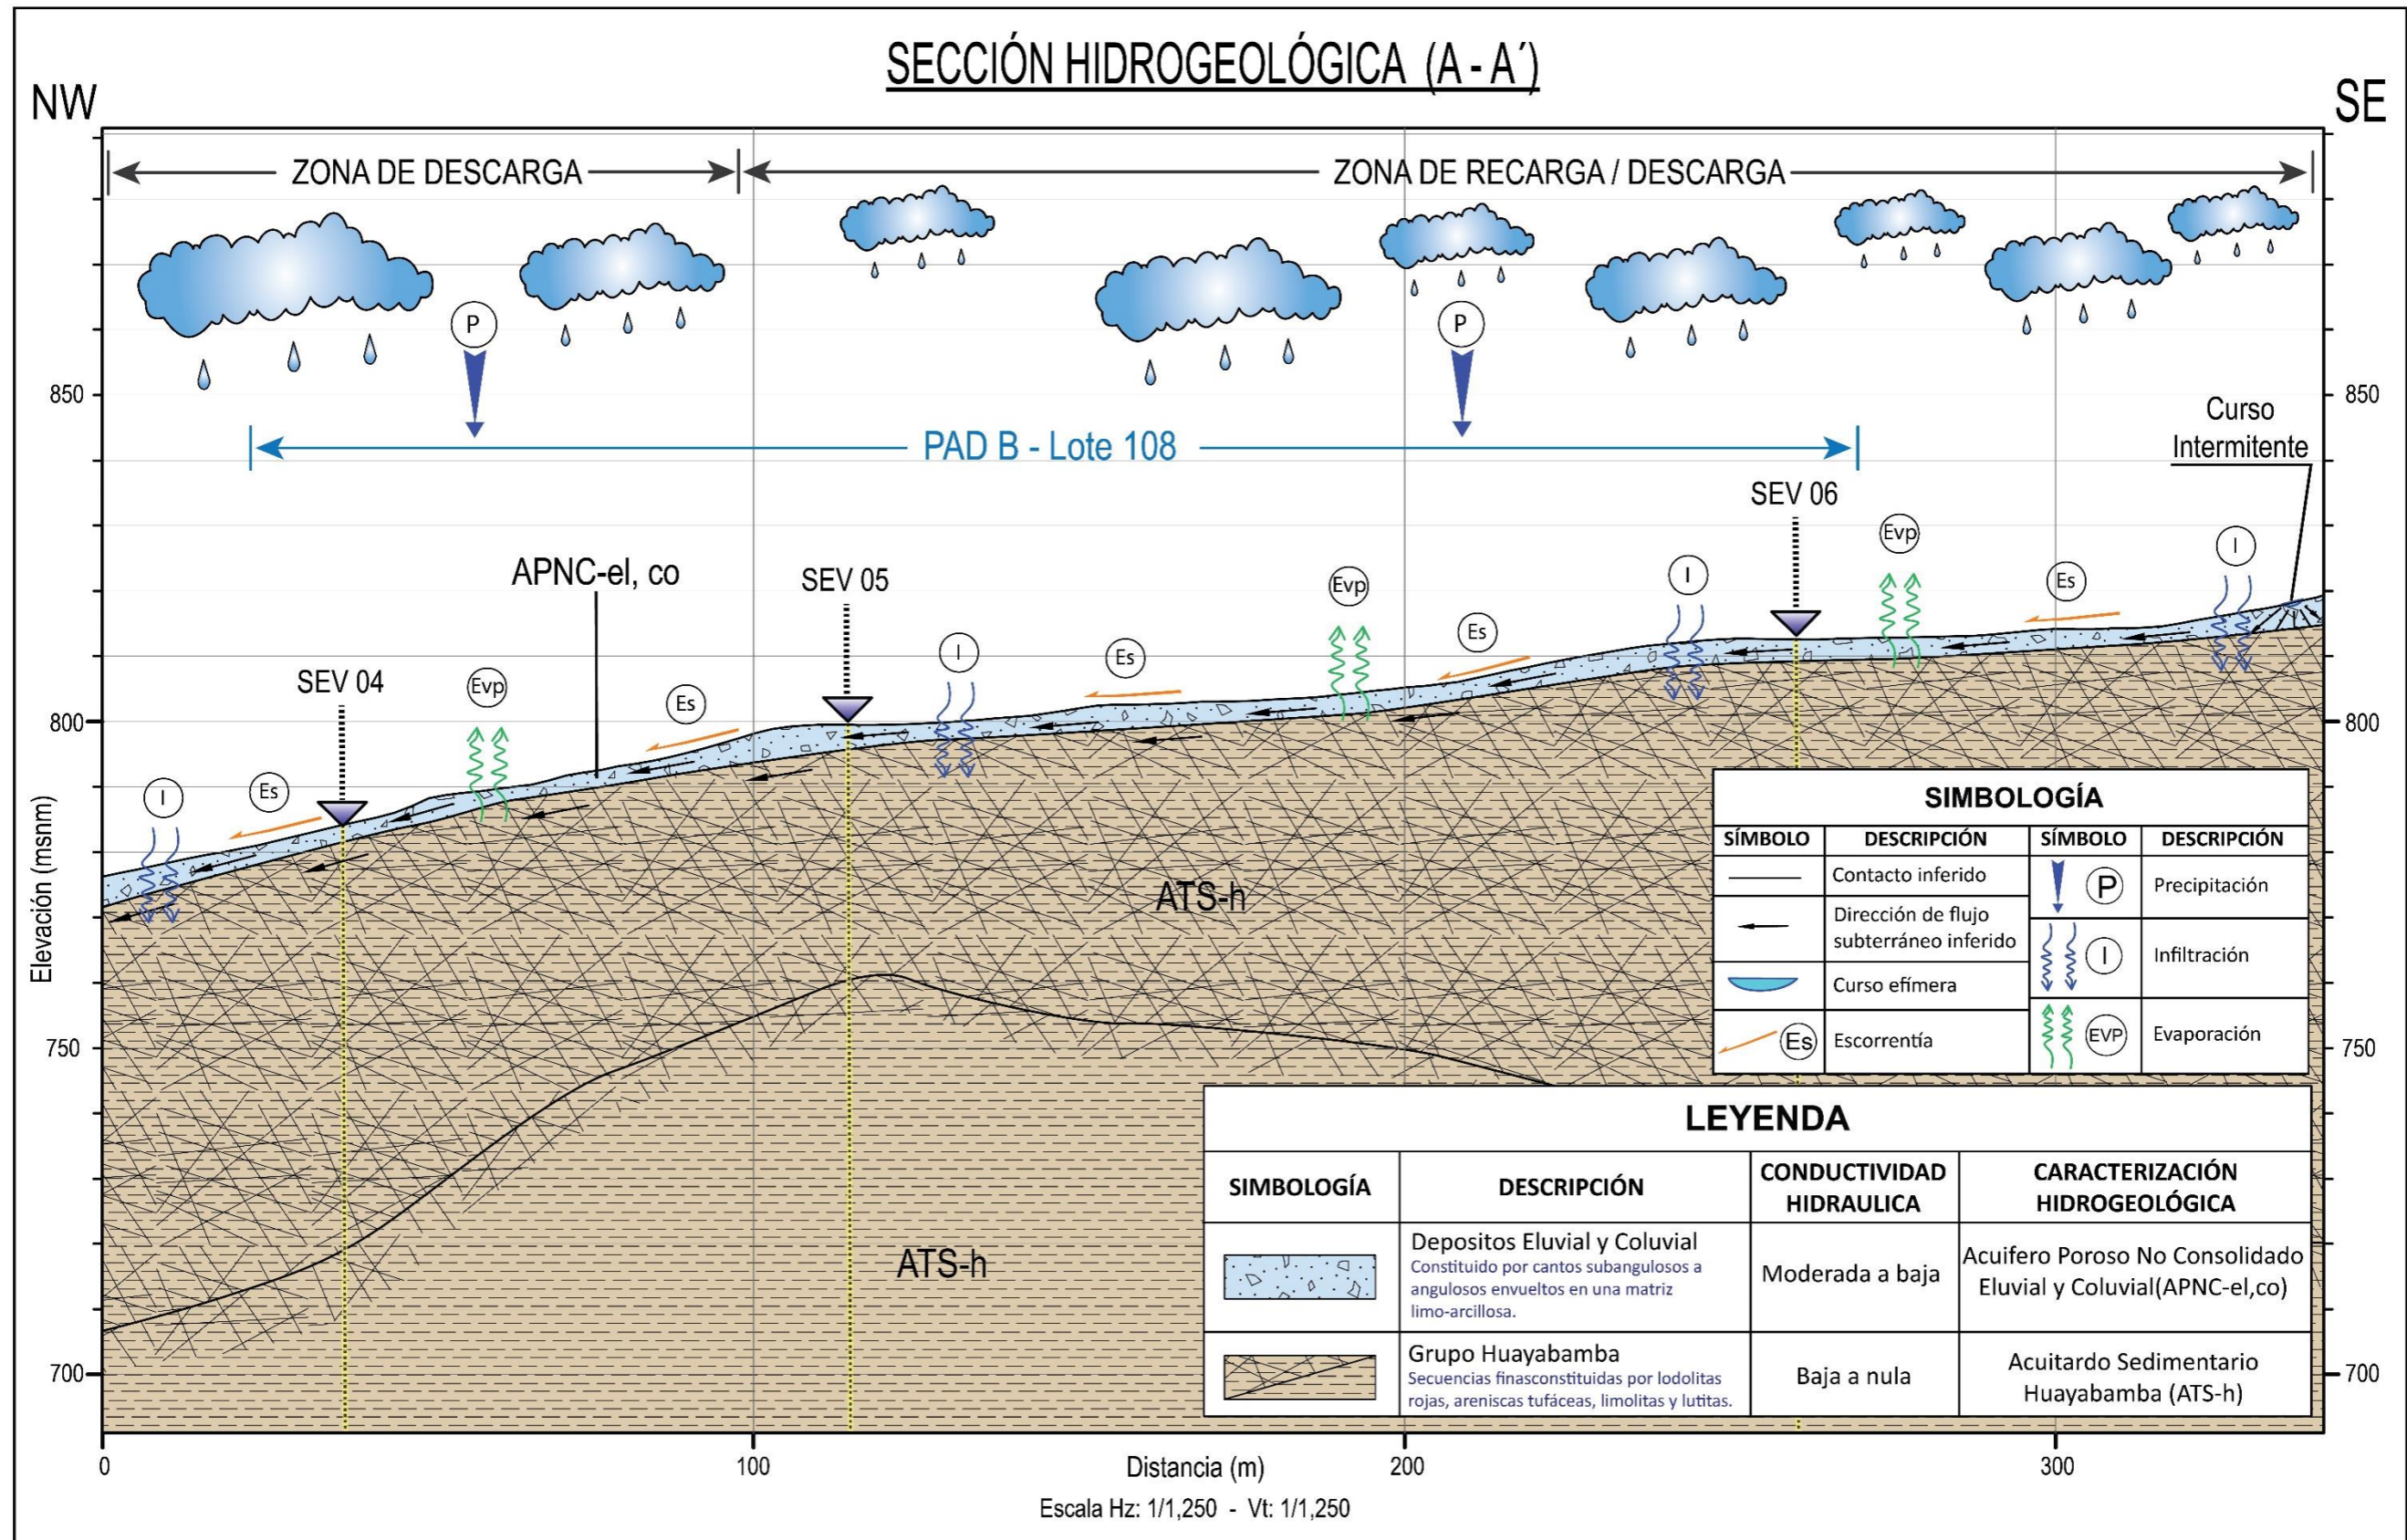 SECCIÓN HIDROGEOLÓGICA (A - A´)
NW
SE
ZONA DE DESCARGA
ZONA DE RECARGA / DESCARGA
P
P
850
850
PAD B - Lote 108
Curso
Intermitente
SEV 06
Evp
I
APNC-el, co
SEV 05
Evp
I
Es
Es
I
Es
SEV 04
Evp
Es
800
800
I
Es
Elevación (msnm)
ATS-h
SIMBOLOGÍA
SÍMBOLO DESCRIPCIÓN SÍMBOLO DESCRIPCIÓN
Contacto inferido
P Precipitación
Dirección de flujo
subterráneo inferido
I Infiltración
Curso efímera
Es Escorrentía
EVP Evaporación
750
750
ATS-h
LEYENDA
SIMBOLOGÍA
DESCRIPCIÓN
CONDUCTIVIDAD
HIDRAULICA
CARACTERIZACIÓN
HIDROGEOLÓGICA
Depositos Eluvial y Coluvial
Constituido por cantos subangulosos a
angulosos envueltos en una matriz
limo-arcillosa.
Moderada a baja
Acuifero Poroso No Consolidado
Eluvial y Coluvial(APNC-el,co)
Grupo Huayabamba
Secuencias finasconstituidas por lodolitas
rojas, areniscas tufáceas, limolitas y lutitas.
Baja a nula
Acuitardo Sedimentario
Huayabamba (ATS-h)
700
700
0
100
Distancia (m)
200
300
Escala Hz: 1/1,250 - Vt: 1/1,250